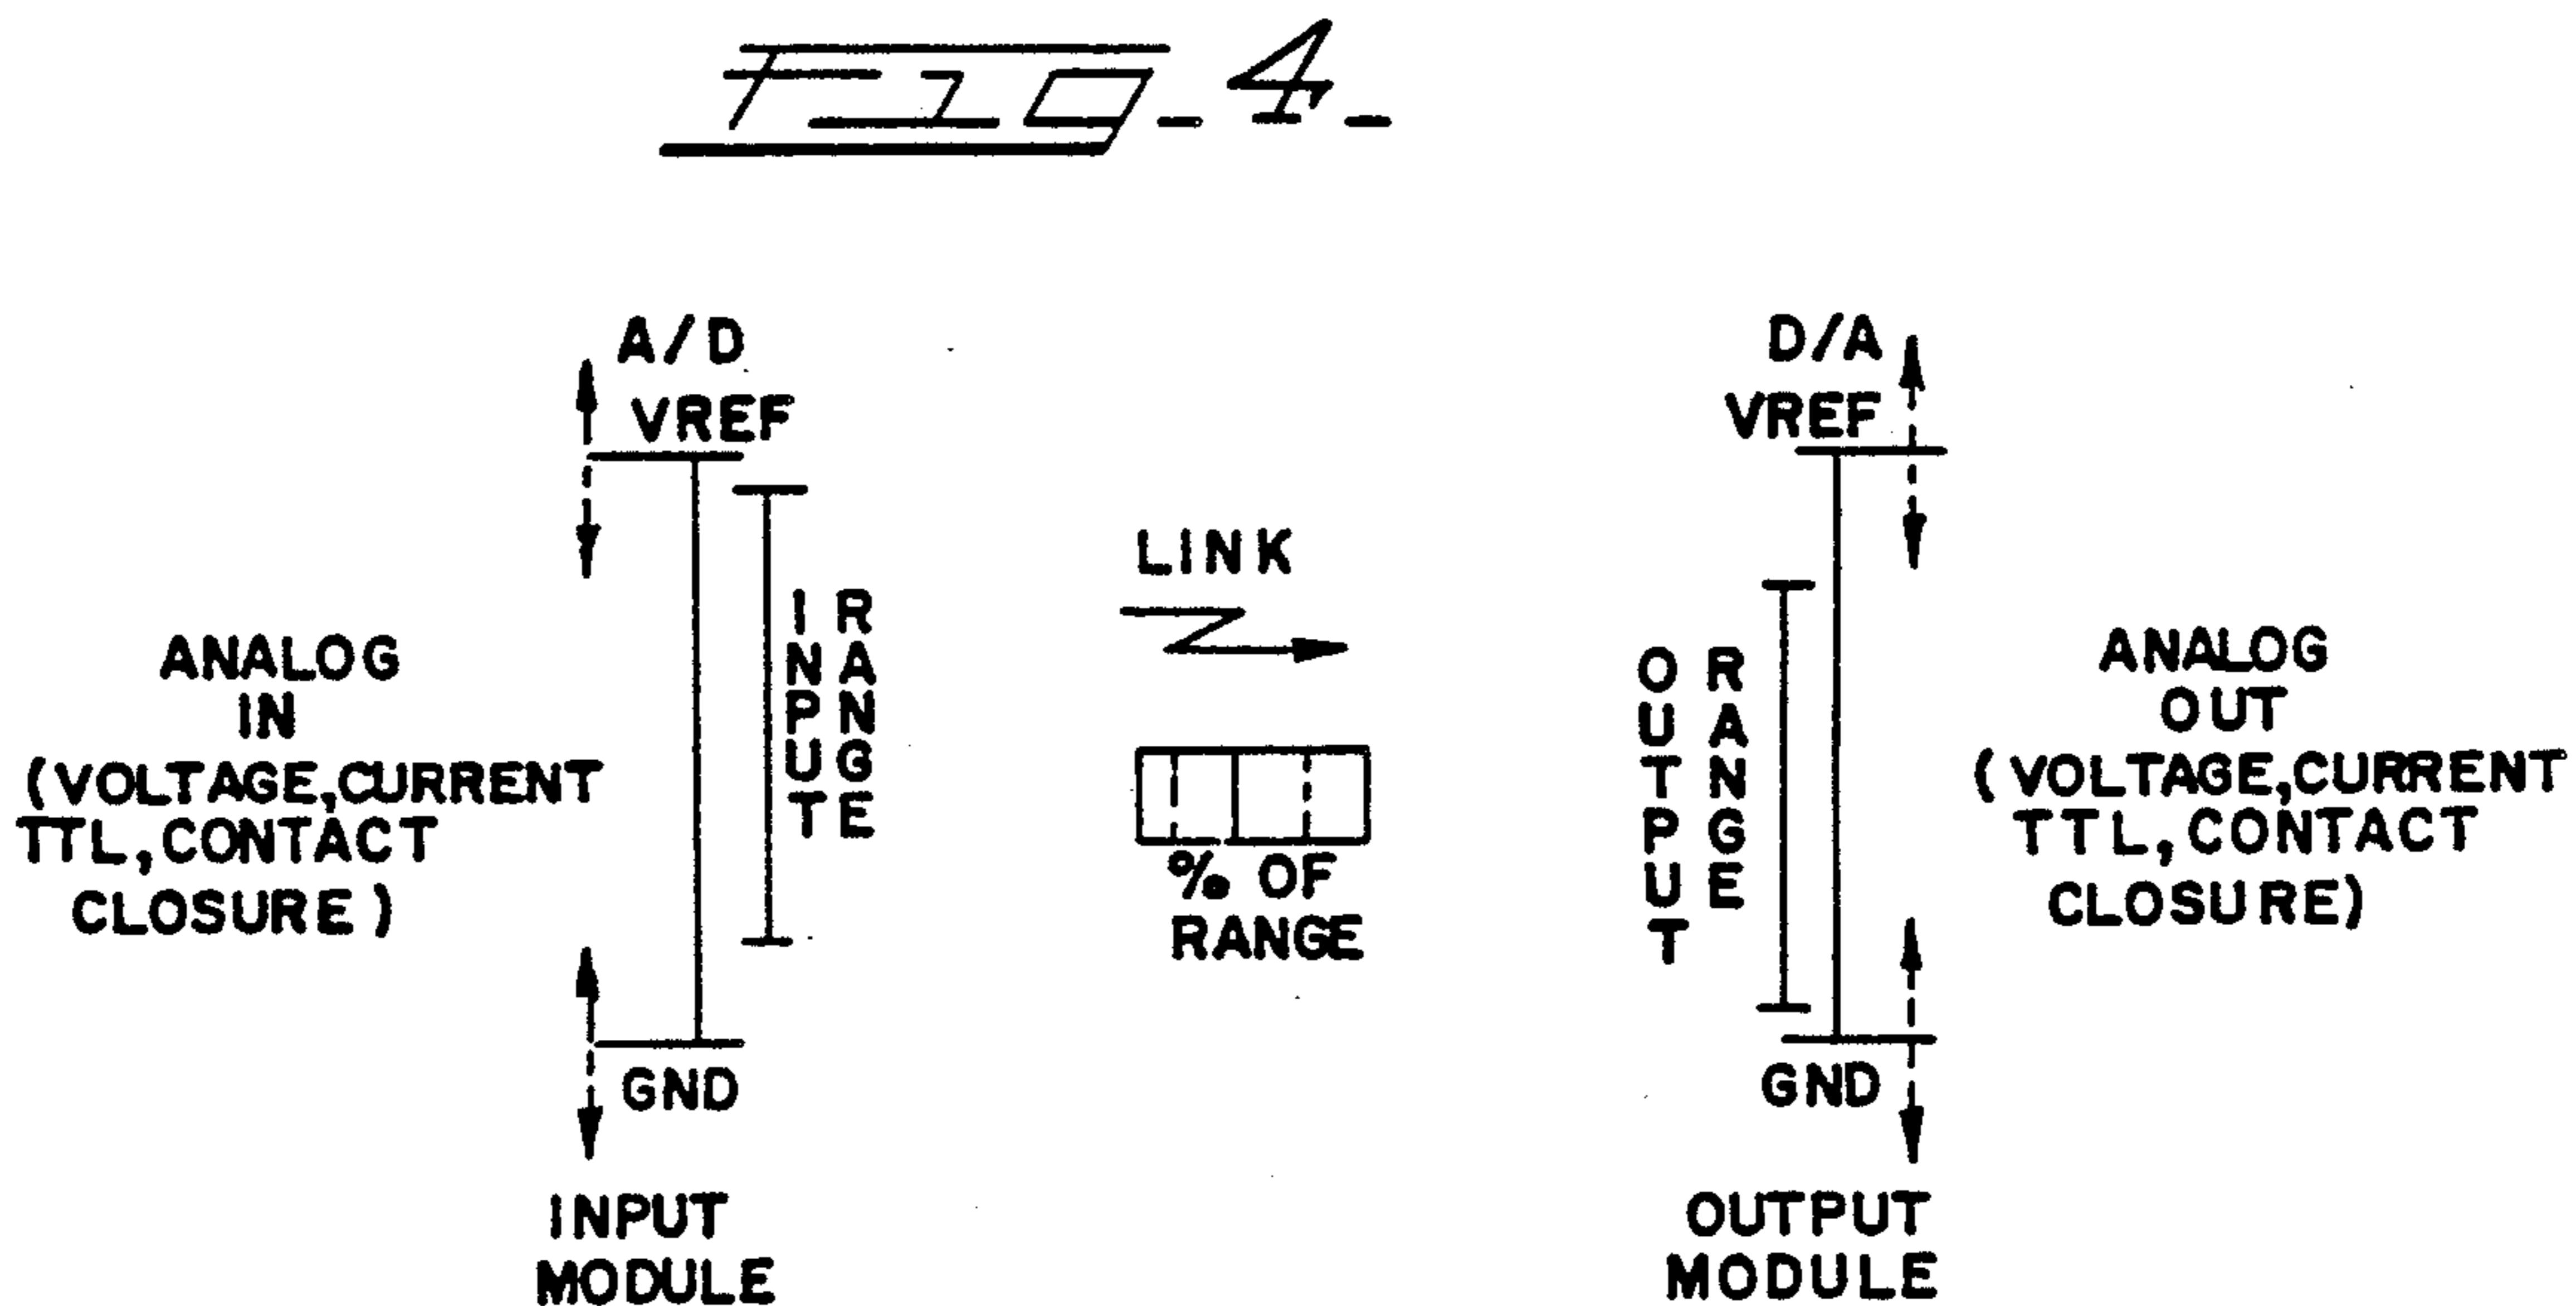 Fig-4-
A/D
VREF
ANALOG
IN
(VOLTAGE,CURRENT
TTL,CONTACT
CLOSURE)
INPUT
RANGE
GND
INPUT
MODULE
LINK
% OF
RANGE
D/A
VREF
OUTPUT
RANGE
GND
OUTPUT
MODULE
ANALOG
OUT
(VOLTAGE,CURRENT
TTL,CONTACT
CLOSURE)